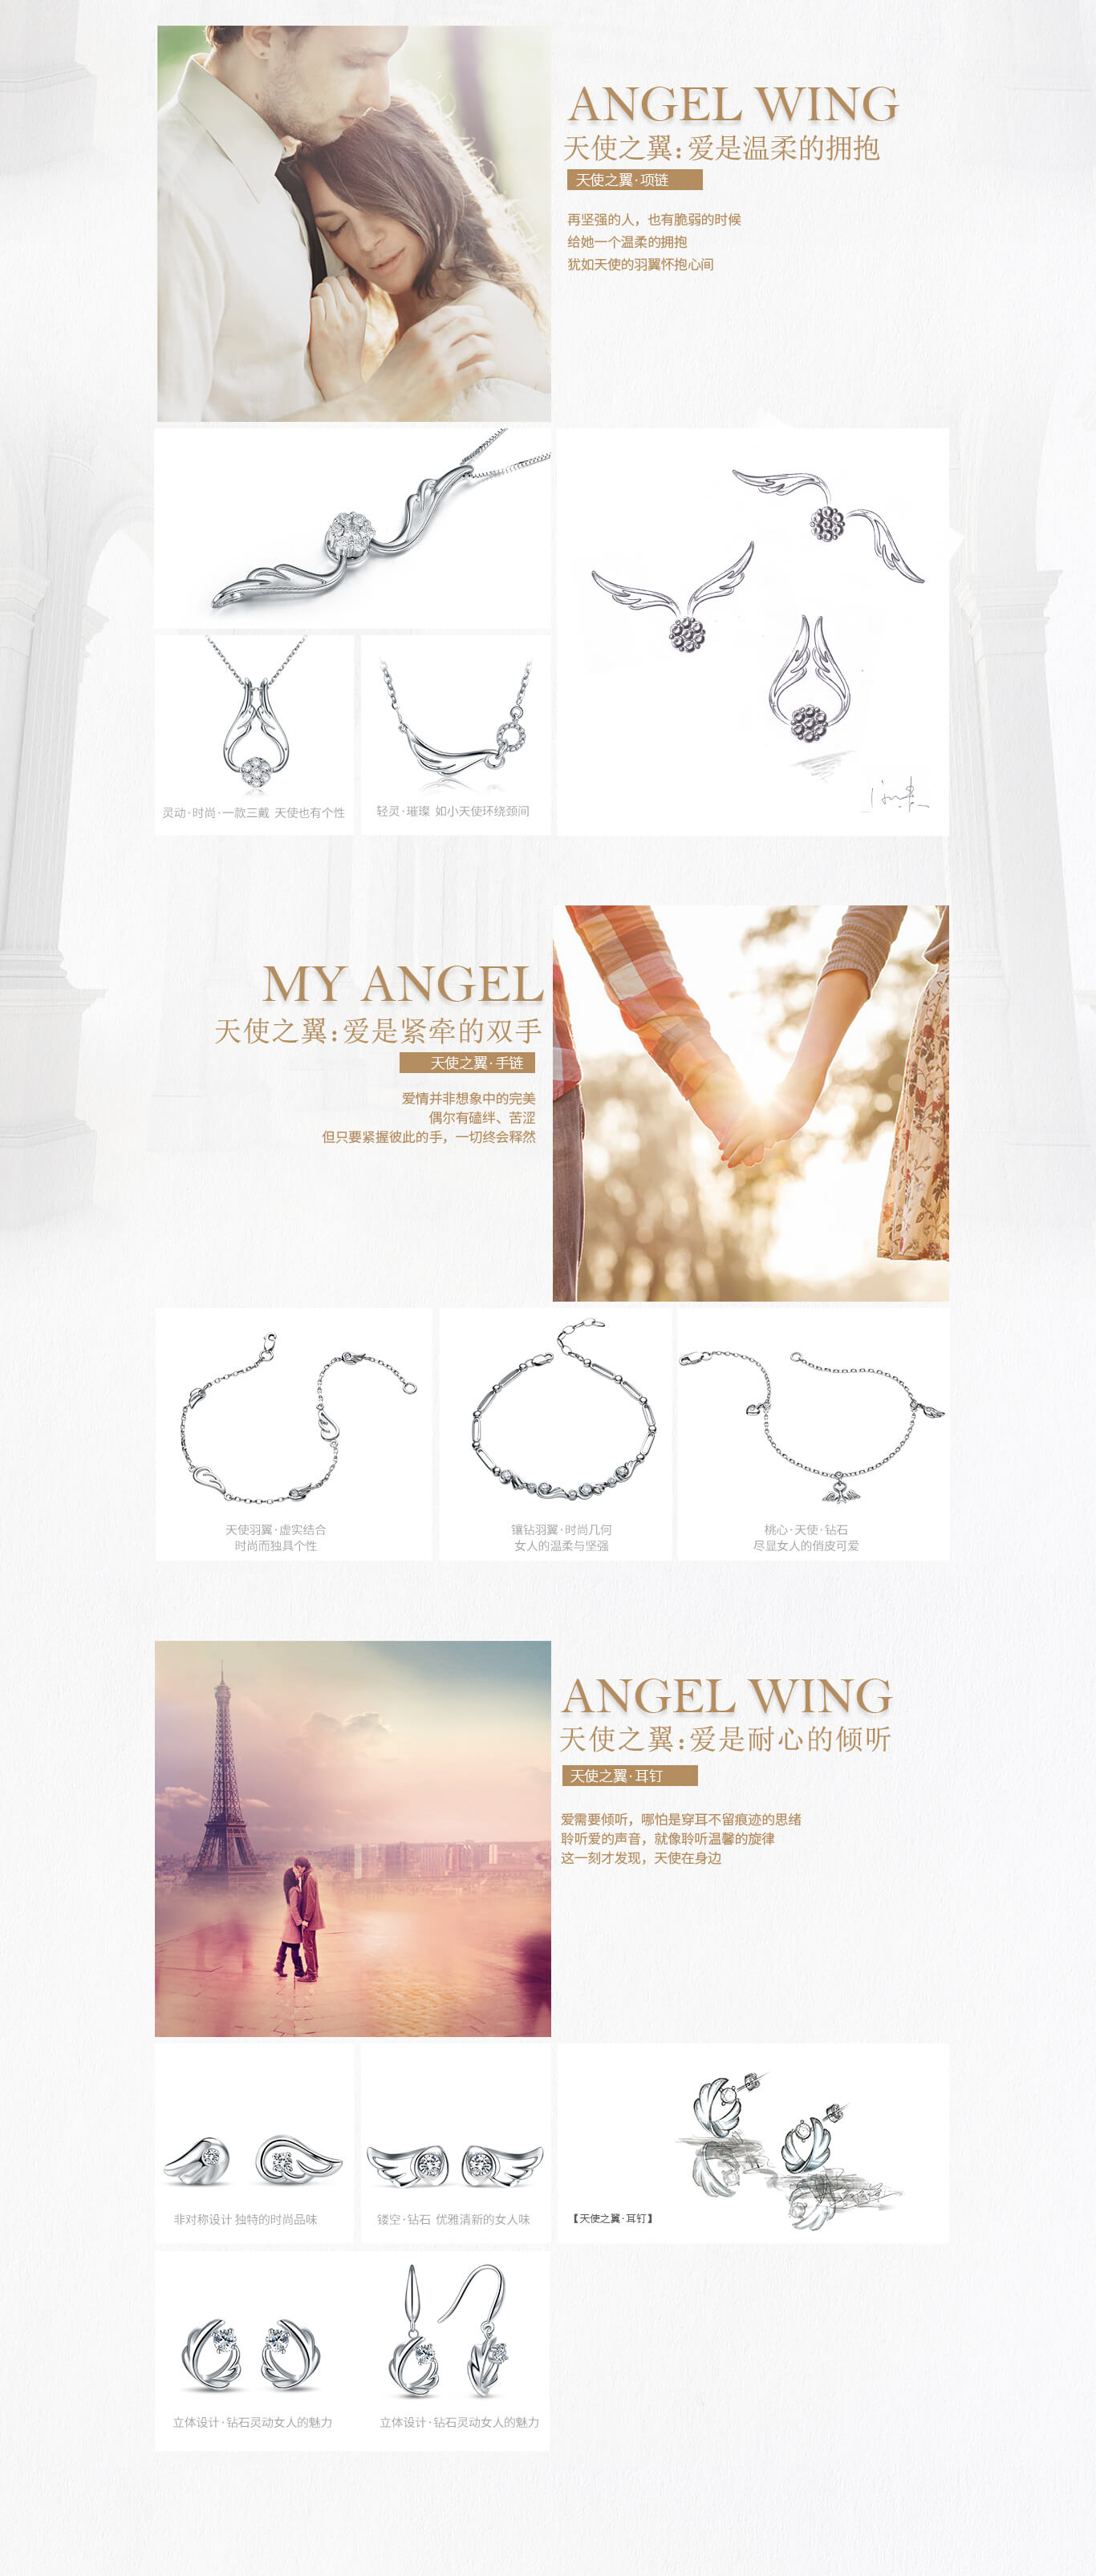 ANGEL WING
天使之翼:爱是温柔的拥抱
天使之翼·项链
再坚强的人，也有脆弱的时候
给她一个温柔的拥抱
犹如天使的羽翼怀抱心间
灵动·时尚·一款三戴 天使也有个性
轻灵·璀璨 如小天使环绕颈间
MY ANGEL
天使之翼:爱是紧牵的双手
天使之翼·手链
爱情并非想象中的完美
偶尔有磕绊、苦涩
但只要紧握彼此的手，一切终会释然
天使羽翼·虚实结合
时尚而独具个性
镶钻羽翼·时尚几何
女人的温柔与坚强
桃心·天使·钻石
尽显女人的俏皮可爱
ANGEL WING
天使之翼:爱是耐心的倾听
天使之翼·耳钉
爱需要倾听，哪怕是穿耳不留痕迹的思绪
聆听爱的声音，就像聆听温馨的旋律
这一刻才发现，天使在身边
非对称设计 独特的时尚品味
镂空·钻石 优雅清新的女人味
【天使之翼·耳钉】
立体设计·钻石灵动女人的魅力
立体设计·钻石灵动女人的魅力